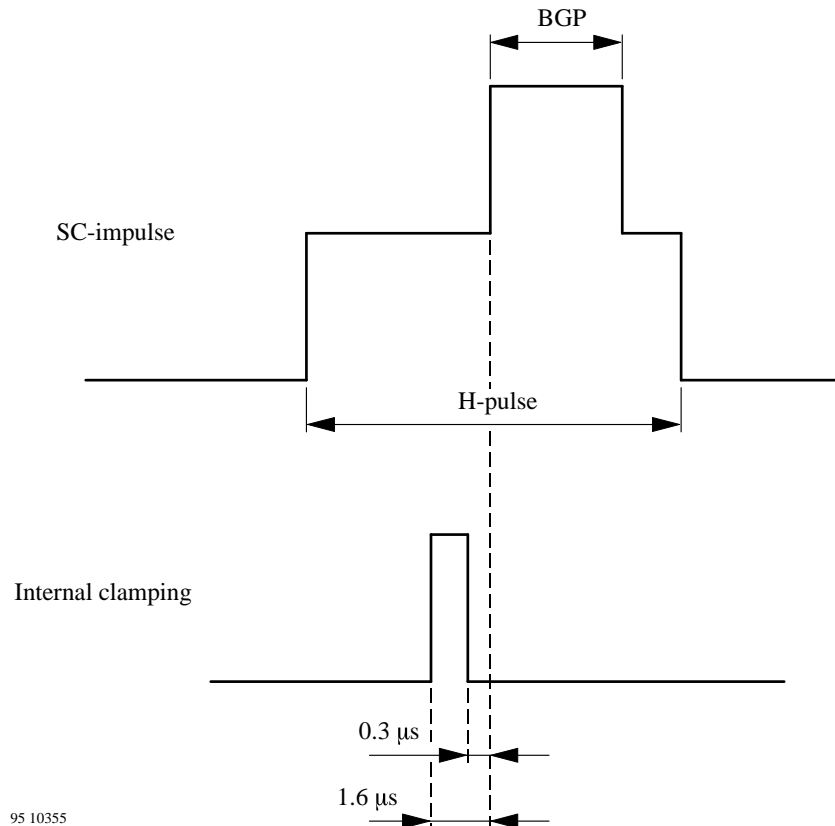 BGP
SC-impulse
H-pulse
Internal clamping
0.3 µs
1.6 µs
95 10355